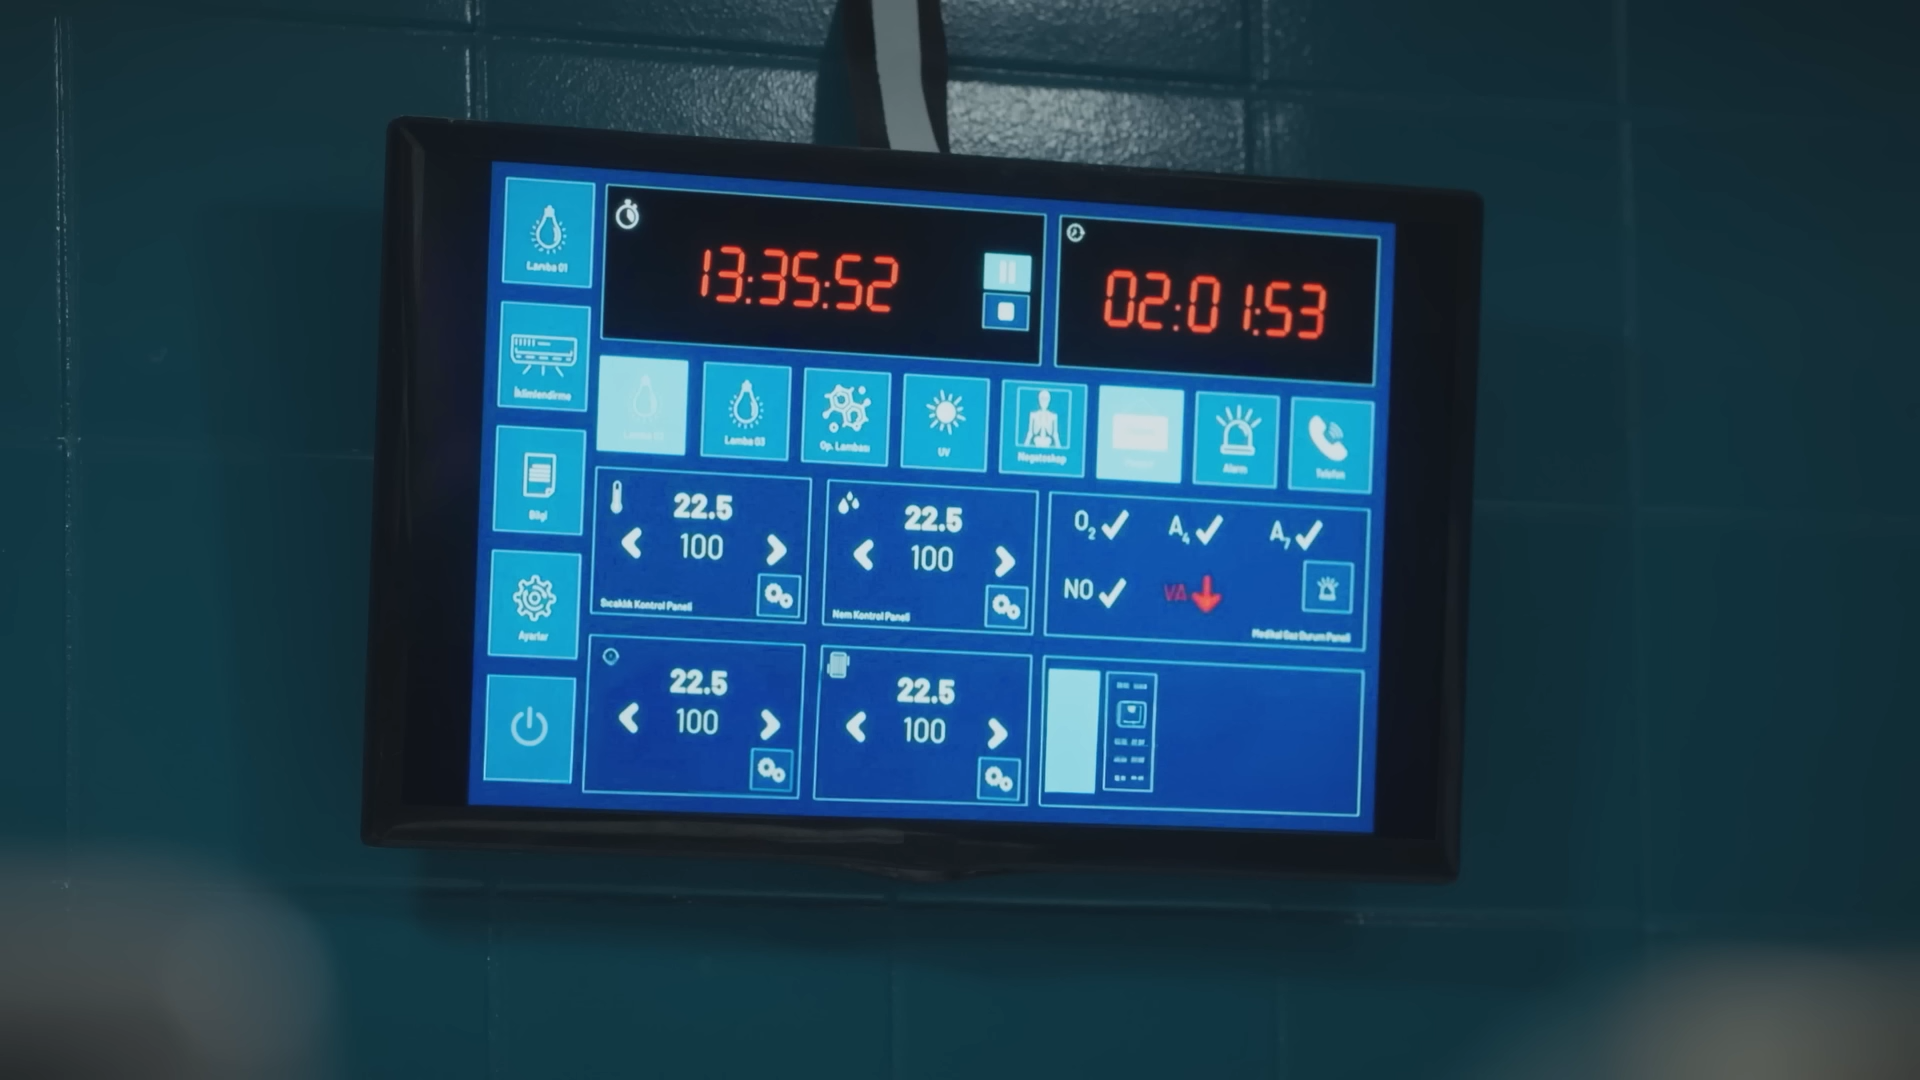 Lamba 01
13:35:52
02:01:53
İklimlendirme
Lamba 03
Op. Lambası
UV
Negatoskop
Alarm
Telefon
Bilgi
22.5
100
Sıcaklık Kontrol Paneli
22.5
100
Nem Kontrol Paneli
O2 A4 A7
NO VA
Medikal Gaz Durum Paneli
Ayarlar
22.5
100
22.5
100